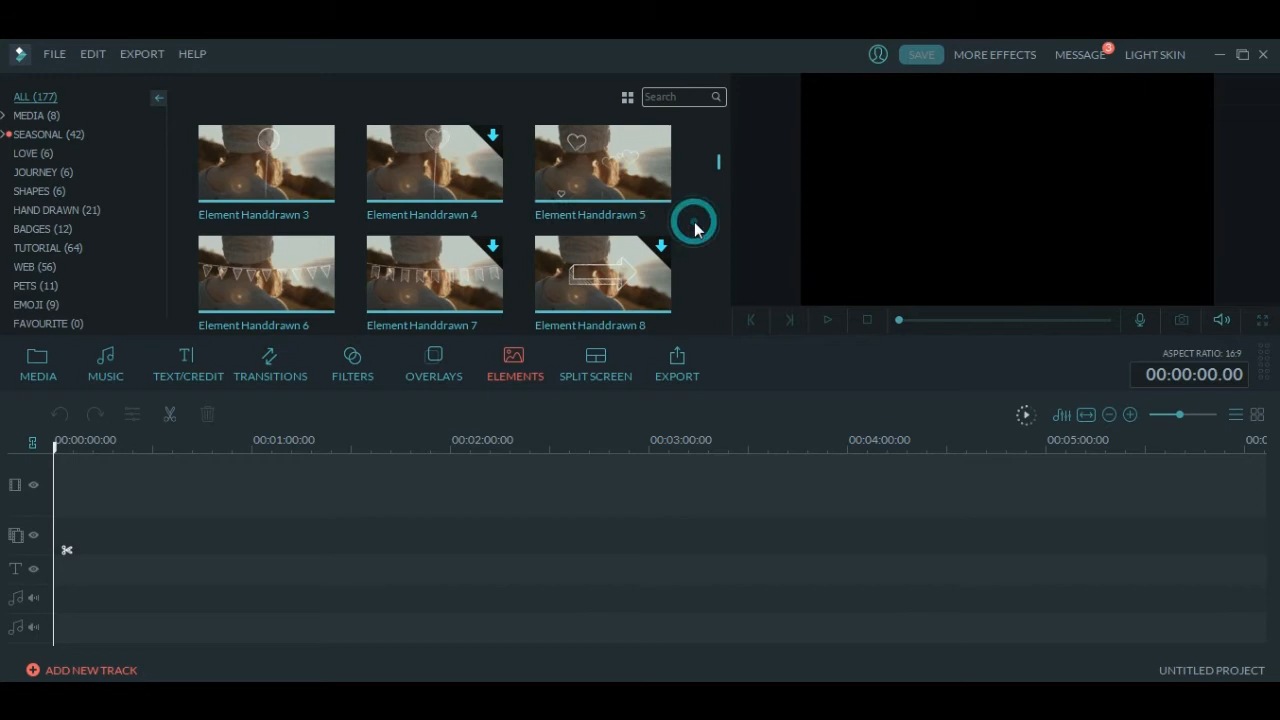 FILE EDIT EXPORT HELP SAVE MORE EFFECTS MESSAGE 3 LIGHT SKIN
ALL (177)
Search
MEDIA (8)
SEASONAL (42)
LOVE (6)
JOURNEY (6)
SHAPES (6)
HAND DRAWN (21)
BADGES (12)
TUTORIAL (64)
WEB (56)
PETS (11)
EMOJI (9)
FAVOURITE (0)
Element Handdrawn 3 Element Handdrawn 4 Element Handdrawn 5
Element Handdrawn 6 Element Handdrawn 7 Element Handdrawn 8
MEDIA MUSIC TEXT/CREDIT TRANSITIONS FILTERS OVERLAYS ELEMENTS SPLIT SCREEN EXPORT
ASPECT RATIO: 16:9
00:00:00.00
00:00:00:00 00:01:00:00 00:02:00:00 00:03:00:00 00:04:00:00 00:05:00:00 00:0
ADD NEW TRACK UNTITLED PROJECT